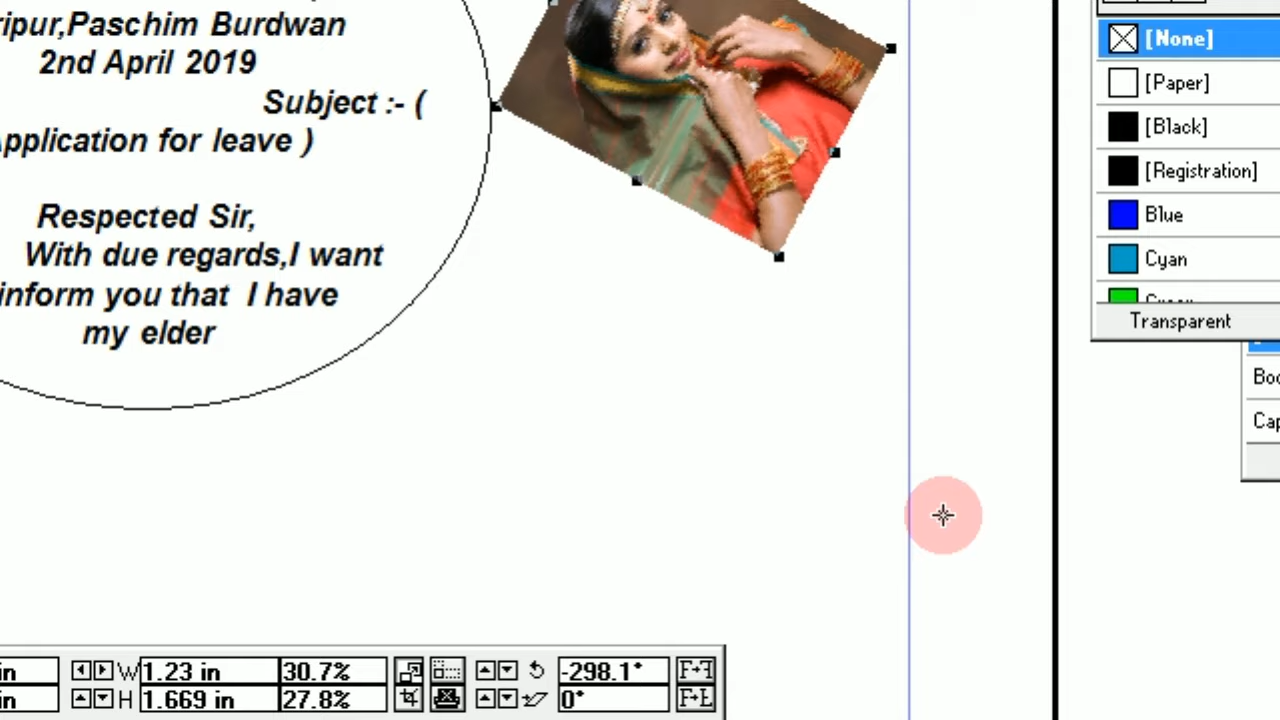 ripur,Paschim Burdwan
2nd April 2019
Subject :- (
pplication for leave )
Respected Sir,
With due regards,I want
inform you that I have
my elder
[None]
[Paper]
[Black]
[Registration]
Blue
Cyan
Transparent
Boo
Cap
in W 1.23 in 30.7% -298.1°
in H 1.669 in 27.8% 0°